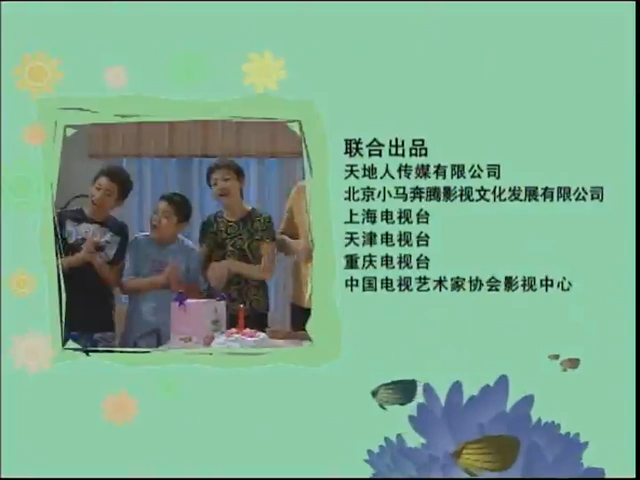 联合出品
天地人传媒有限公司
北京小马奔腾影视文化发展有限公司
上海电视台
天津电视台
重庆电视台
中国电视艺术家协会影视中心